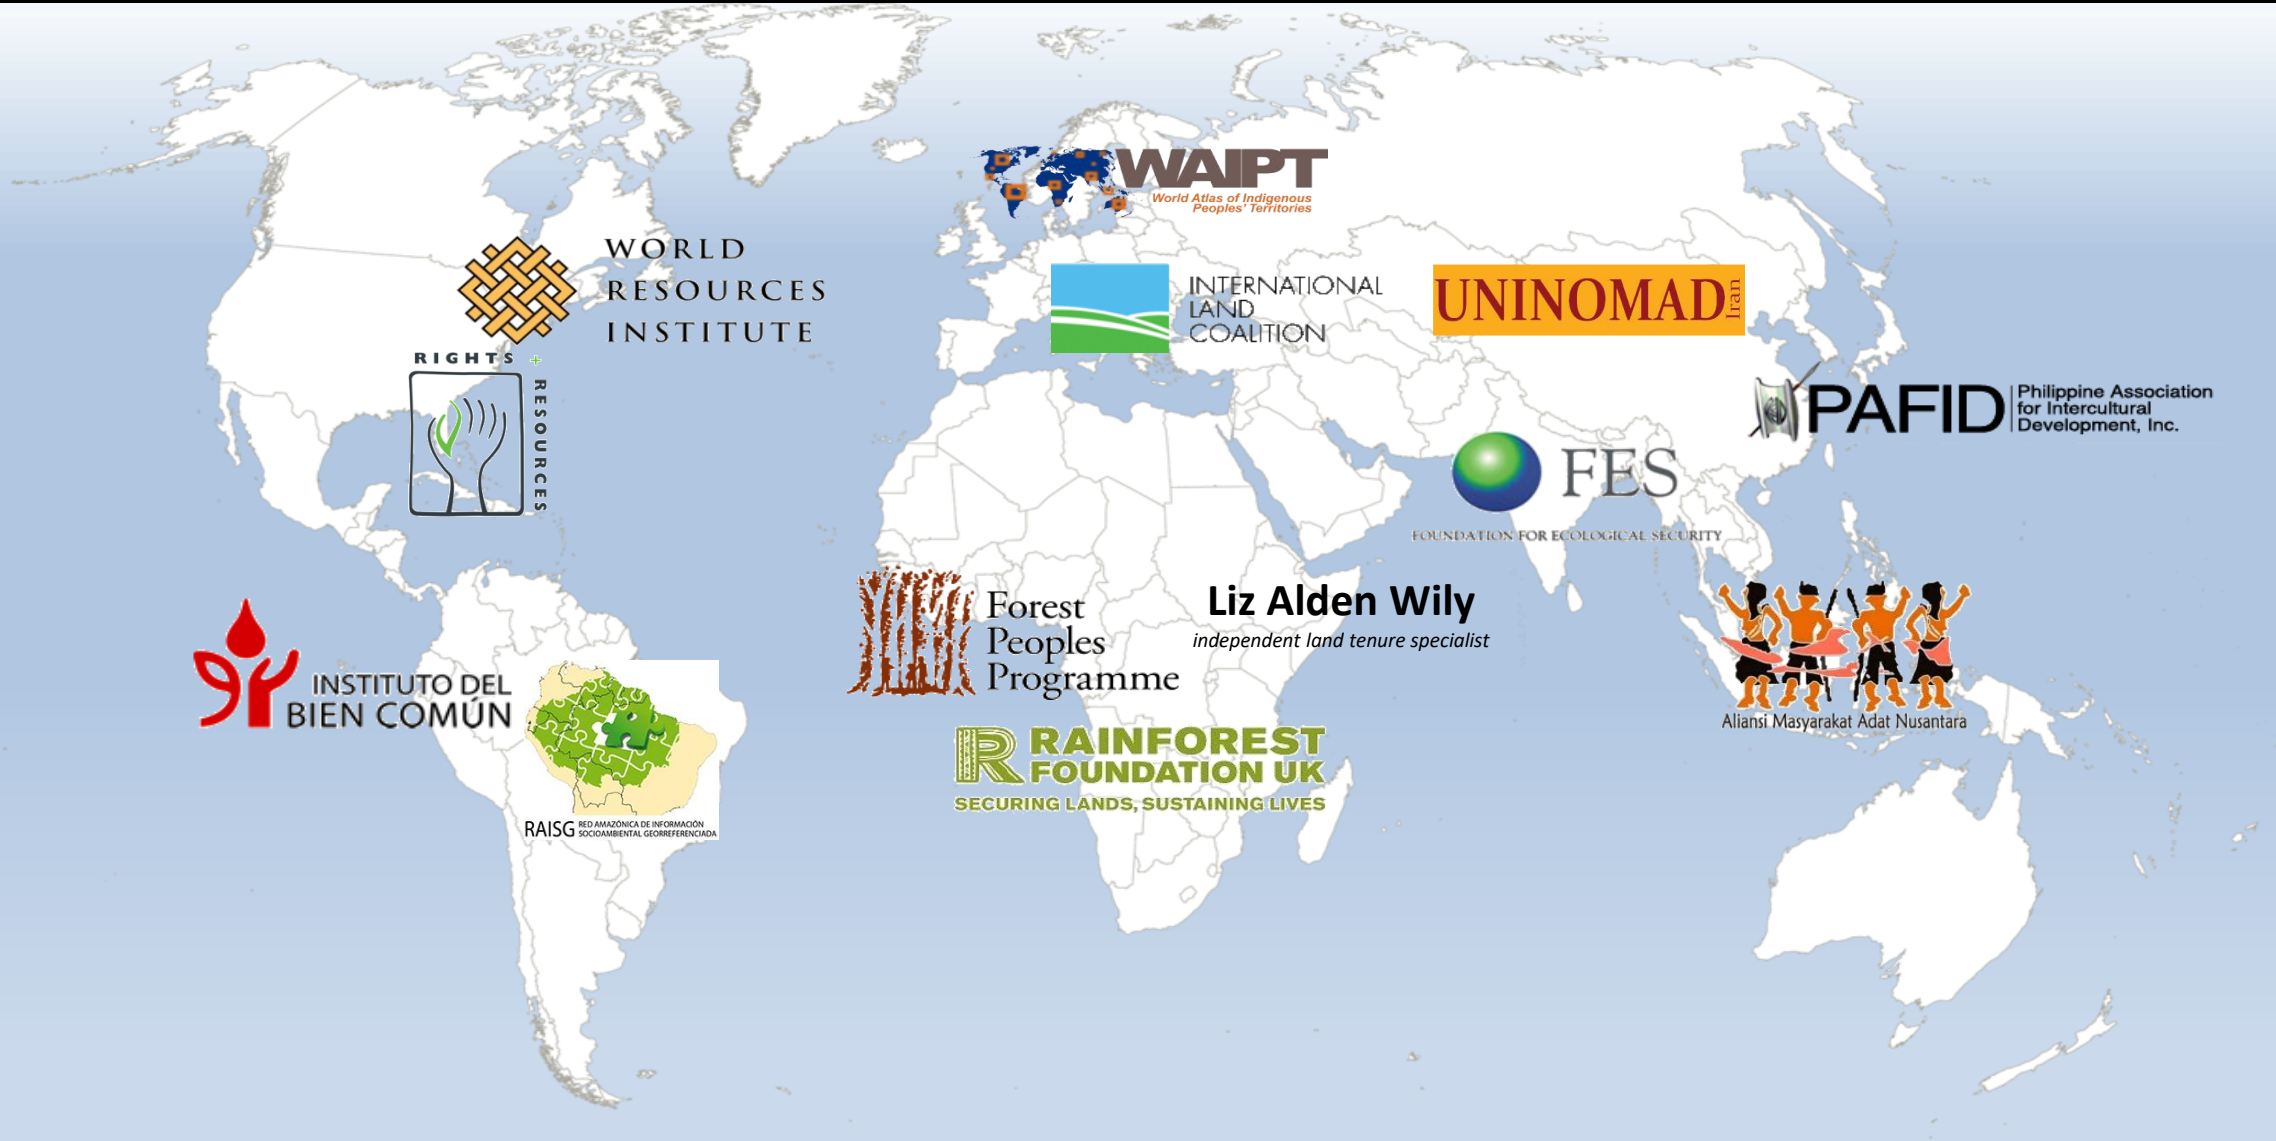 WAIPT
World Atlas of Indigenous
Peoples' Territories
WORLD
RESOURCES
INSTITUTE
INTERNATIONAL
LAND
COALITION
UNINOMAD
Iran
RIGHTS +
RESOURCES
PAFID
Philippine Association
for Intercultural
Development, Inc.
FES
FOUNDATION FOR ECOLOGICAL SECURITY
Forest
Peoples
Programme
Liz Alden Wily
independent land tenure specialist
Aliansi Masyarakat Adat Nusantara
INSTITUTO DEL
BIEN COMÚN
RAISG
RED AMAZÓNICA DE INFORMACIÓN
SOCIOAMBIENTAL GEORREFERENCIADA
RAINFOREST
FOUNDATION UK
SECURING LANDS, SUSTAINING LIVES